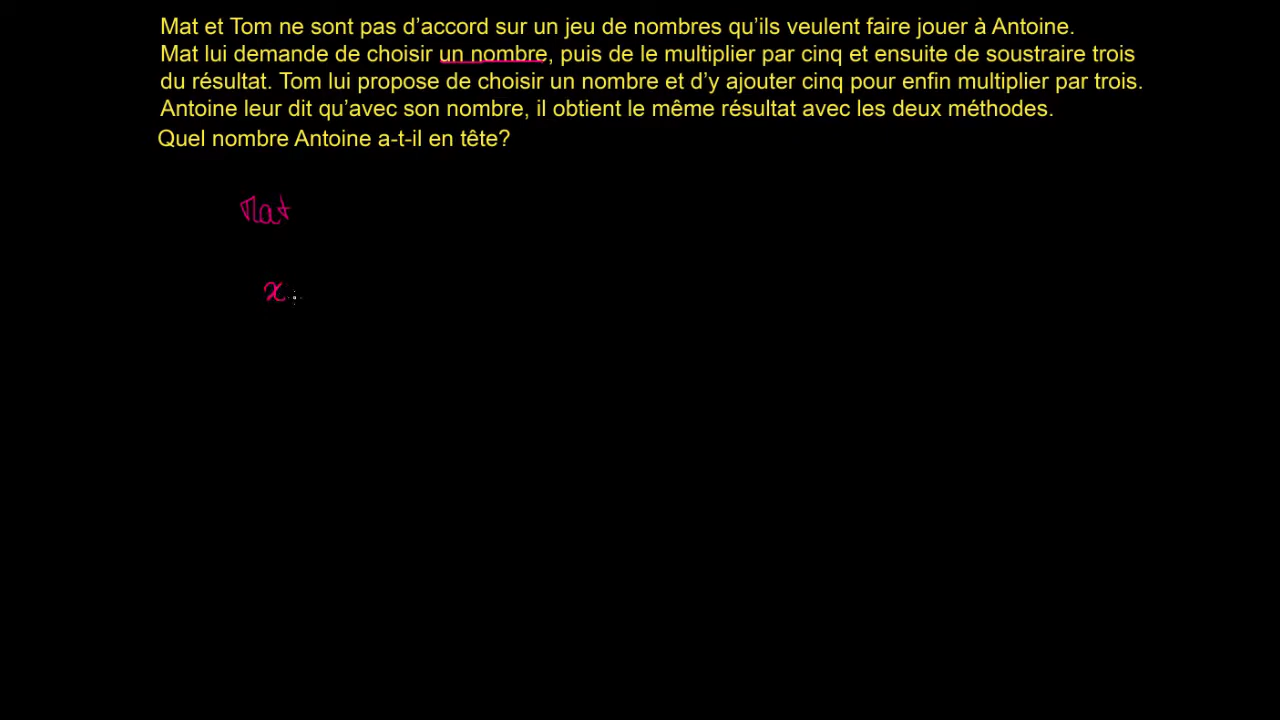 Mat et Tom ne sont pas d’accord sur un jeu de nombres qu’ils veulent faire jouer à Antoine.
Mat lui demande de choisir un nombre, puis de le multiplier par cinq et ensuite de soustraire trois
du résultat. Tom lui propose de choisir un nombre et d’y ajouter cinq pour enfin multiplier par trois.
Antoine leur dit qu’avec son nombre, il obtient le même résultat avec les deux méthodes.
Quel nombre Antoine a-t-il en tête?
Mat
x